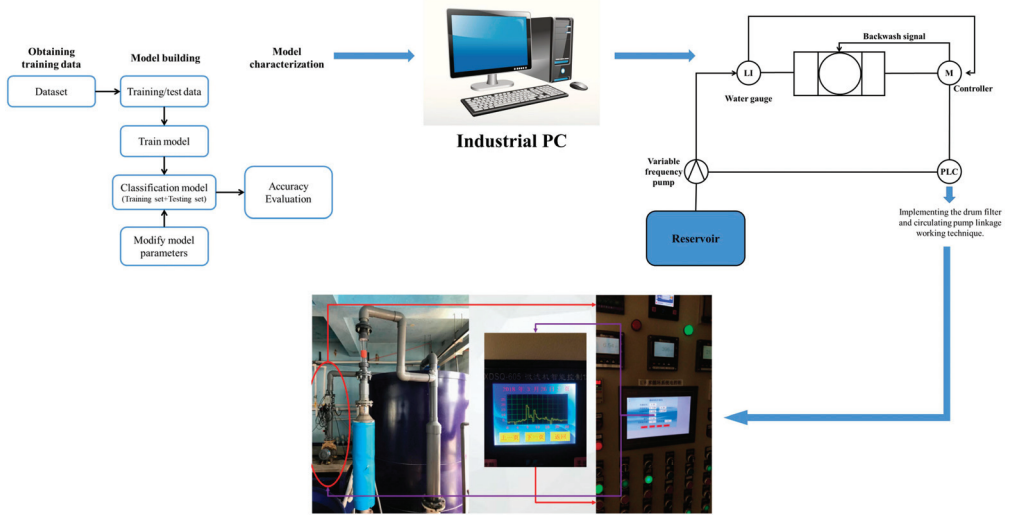 Obtaining
training data
Model building
Model
characterization
Dataset
Training/test data
Train model
Classification model
(Training set+Testing set)
Accuracy
Evaluation
Modify model
parameters
Industrial PC
Backwash signal
LI
M
Water gauge
Controller
Variable
frequency
pump
PLC
Reservoir
Implementing the drum filter
and circulating pump linkage
working technique.